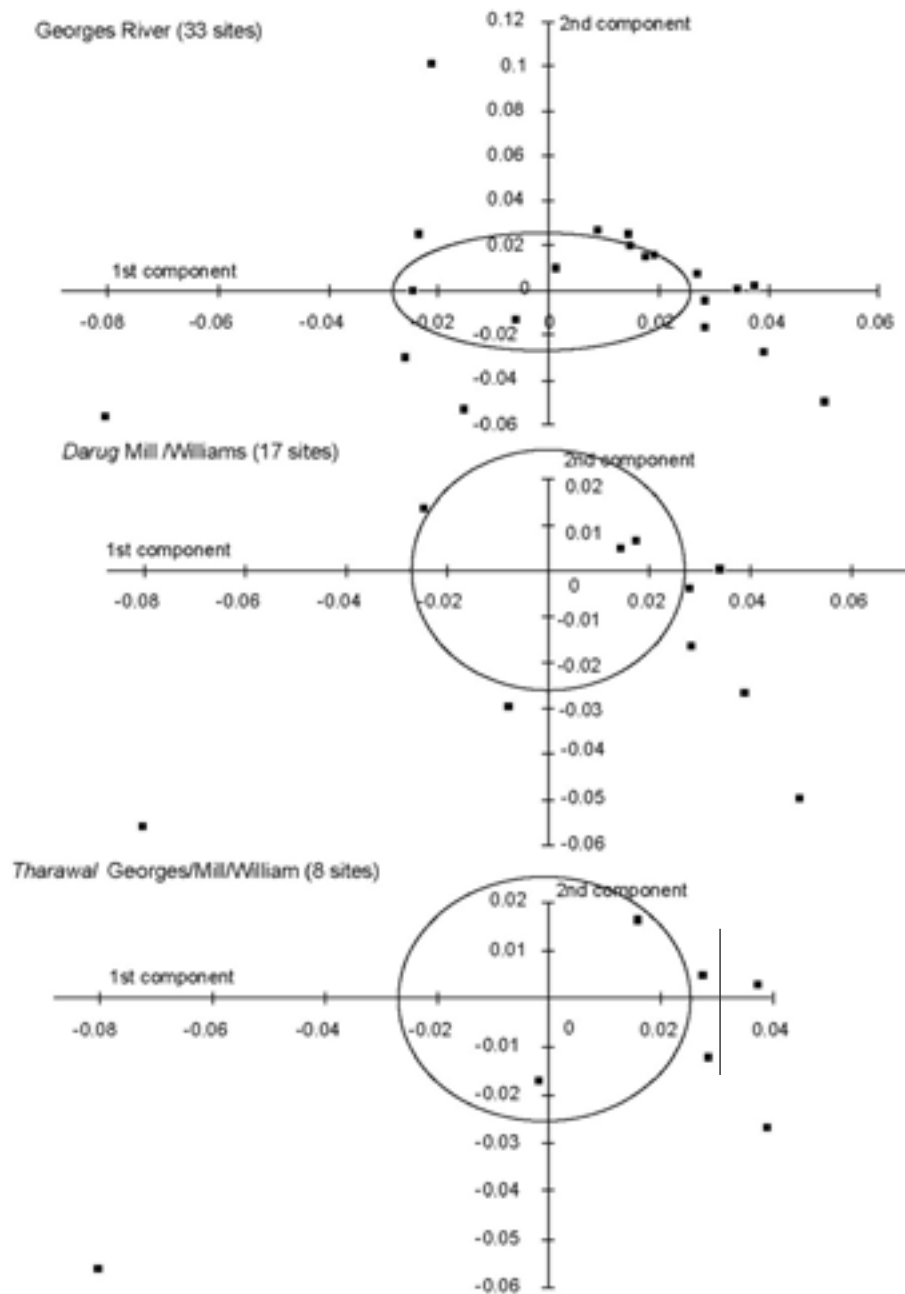 Georges River (33 sites)
0.12
2nd component
0.1
0.08
0.06
0.04
0.02
1st component
0
-0.08 -0.06 -0.04 -0.02 0 0.02 0.04 0.06
-0.02
-0.04
-0.06
Darug Mill /Williams (17 sites)
2nd component
0.02
0.01
1st component
0
-0.08 -0.06 -0.04 -0.02 0.02 0.04 0.06
-0.01
-0.02
-0.03
-0.04
-0.05
-0.06
Tharawal Georges/Mill/William (8 sites)
2nd component
0.02
0.01
1st component
-0.08 -0.06 -0.04 -0.02 0 0.02 0.04
-0.01
-0.02
-0.03
-0.04
-0.05
-0.06